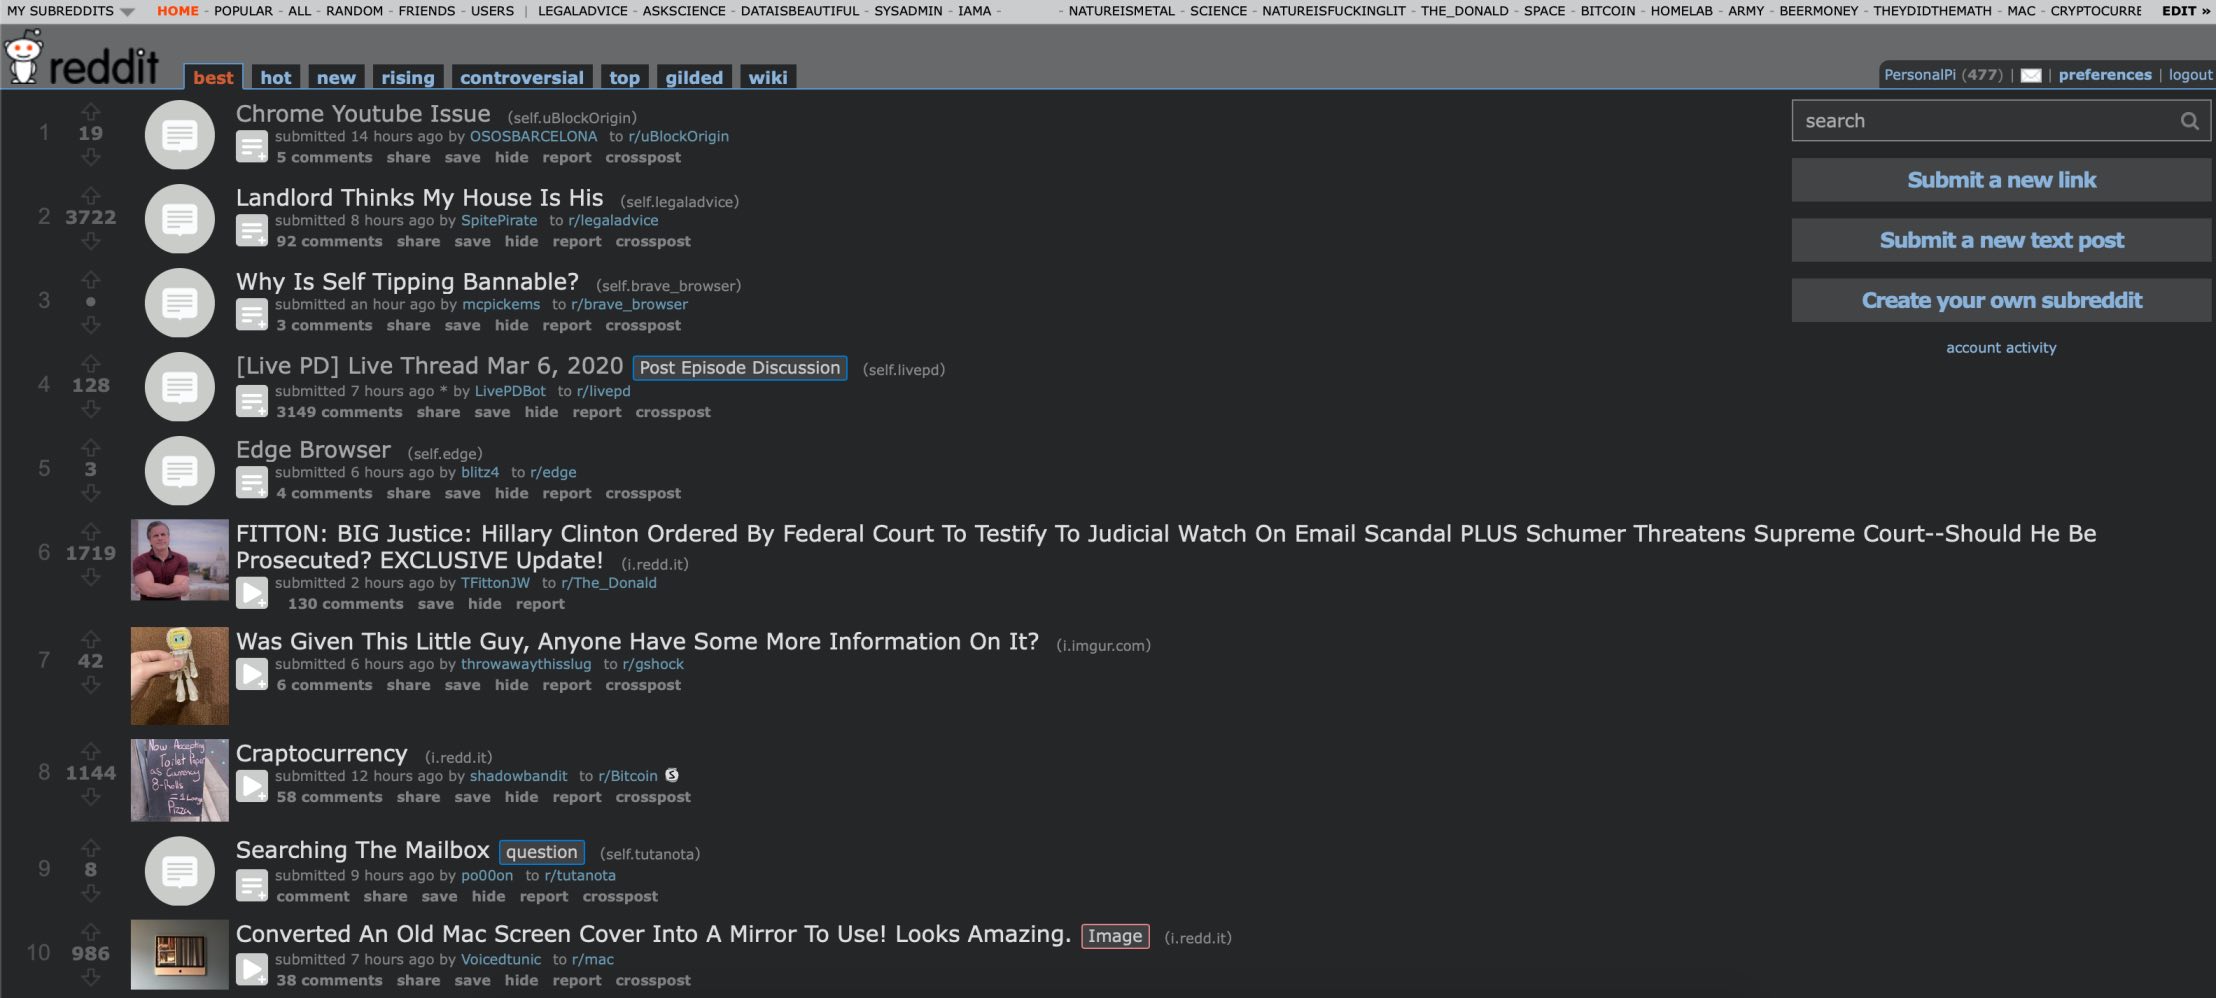 MY SUBREDDITS HOME - POPULAR - ALL - RANDOM - FRIENDS - USERS | LEGALADVICE - ASKSCIENCE - DATAISBEAUTIFUL - SYSADMIN - IAMA - - NATUREISMETAL - SCIENCE - NATUREISFUCKINGLIT - THE_DONALD - SPACE - BITCOIN - HOMELAB - ARMY - BEERMONEY - THEYDIDTHEMATH - MAC - CRYPTOCURRE EDIT »
reddit best hot new rising controversial top gilded wiki
PersonalPi (477) | | preferences | logout
search
Submit a new link
Submit a new text post
Create your own subreddit
account activity
1 19
Chrome Youtube Issue (self.uBlockOrigin)
submitted 14 hours ago by OSOSBARCELONA to r/uBlockOrigin
5 comments share save hide report crosspost
2 3722
Landlord Thinks My House Is His (self.legaladvice)
submitted 8 hours ago by SpitePirate to r/legaladvice
92 comments share save hide report crosspost
3 •
Why Is Self Tipping Bannable? (self.brave_browser)
submitted an hour ago by mcpickems to r/brave_browser
3 comments share save hide report crosspost
4 128
[Live PD] Live Thread Mar 6, 2020 Post Episode Discussion (self.livepd)
submitted 7 hours ago * by LivePDBot to r/livepd
3149 comments share save hide report crosspost
5 3
Edge Browser (self.edge)
submitted 6 hours ago by blitz4 to r/edge
4 comments share save hide report crosspost
6 1719
FITTON: BIG Justice: Hillary Clinton Ordered By Federal Court To Testify To Judicial Watch On Email Scandal PLUS Schumer Threatens Supreme Court--Should He Be
Prosecuted? EXCLUSIVE Update! (i.redd.it)
submitted 2 hours ago by TFittonJW to r/The_Donald
130 comments save hide report
7 42
Was Given This Little Guy, Anyone Have Some More Information On It? (i.imgur.com)
submitted 6 hours ago by throwawaythisslug to r/gshock
6 comments share save hide report crosspost
8 1144
Now Accepting
Toilet Paper
as Currency
8-Rolls
= 1 Large
Pizza
Craptocurrency (i.redd.it)
submitted 12 hours ago by shadowbandit to r/Bitcoin S
58 comments share save hide report crosspost
9 8
Searching The Mailbox question (self.tutanota)
submitted 9 hours ago by po00on to r/tutanota
comment share save hide report crosspost
10 986
Converted An Old Mac Screen Cover Into A Mirror To Use! Looks Amazing. Image (i.redd.it)
submitted 7 hours ago by Voicedtunic to r/mac
38 comments share save hide report crosspost